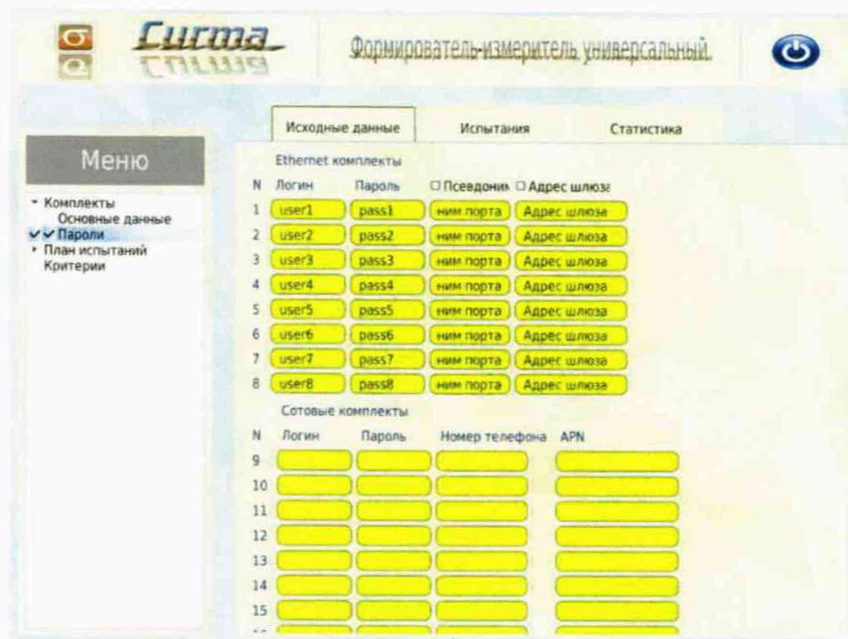 σ Сигма Формирователь-измеритель универсальный.
Исходные данные Испытания Статистика
Меню
Комплекты
Основные данные
Пароли
План испытаний
Критерии
Ethernet комплекты
N Логин Пароль Псевдоним Адрес шлюза
1 user1 pass1 ним порта Адрес шлюза
2 user2 pass2 ним порта Адрес шлюза
3 user3 pass3 ним порта Адрес шлюза
4 user4 pass4 ним порта Адрес шлюза
5 user5 pass5 ним порта Адрес шлюза
6 user6 pass6 ним порта Адрес шлюза
7 user7 pass7 ним порта Адрес шлюза
8 user8 pass8 ним порта Адрес шлюза
Сотовые комплекты
N Логин Пароль Номер телефона APN
9
10
11
12
13
14
15